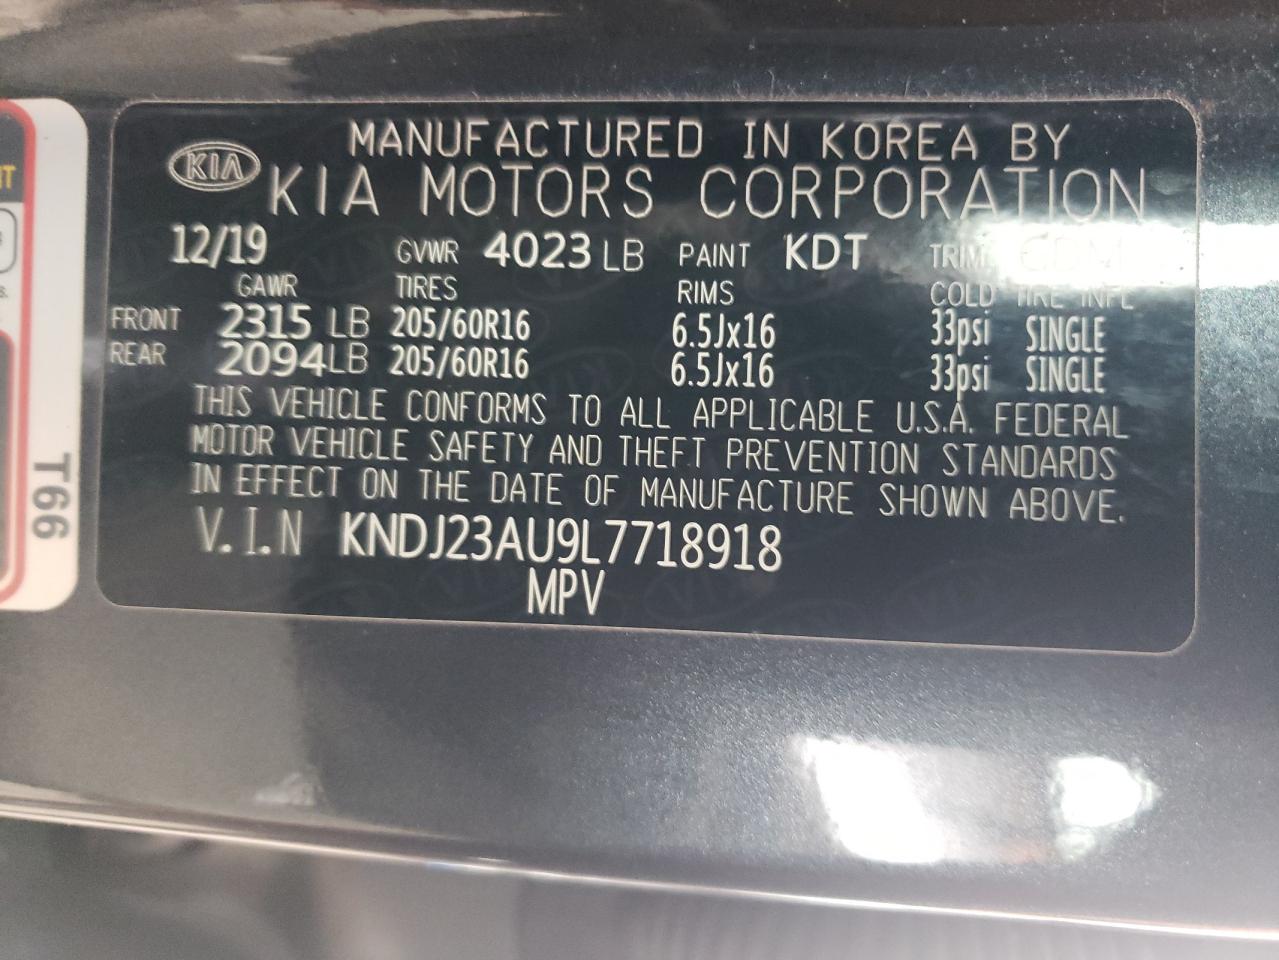 KIA
MANUFACTURED IN KOREA BY
KIA MOTORS CORPORATION
12/19 GVWR 4023 LB PAINT KDT TRIM
GAWR TIRES RIMS COLD TIRE INFL
FRONT 2315 LB 205/60R16 6.5Jx16 33psi SINGLE
REAR 2094LB 205/60R16 6.5Jx16 33psi SINGLE
THIS VEHICLE CONFORMS TO ALL APPLICABLE U.S.A. FEDERAL
MOTOR VEHICLE SAFETY AND THEFT PREVENTION STANDARDS
IN EFFECT ON THE DATE OF MANUFACTURE SHOWN ABOVE.
V.I.N KNDJ23AU9L7718918
MPV
T66